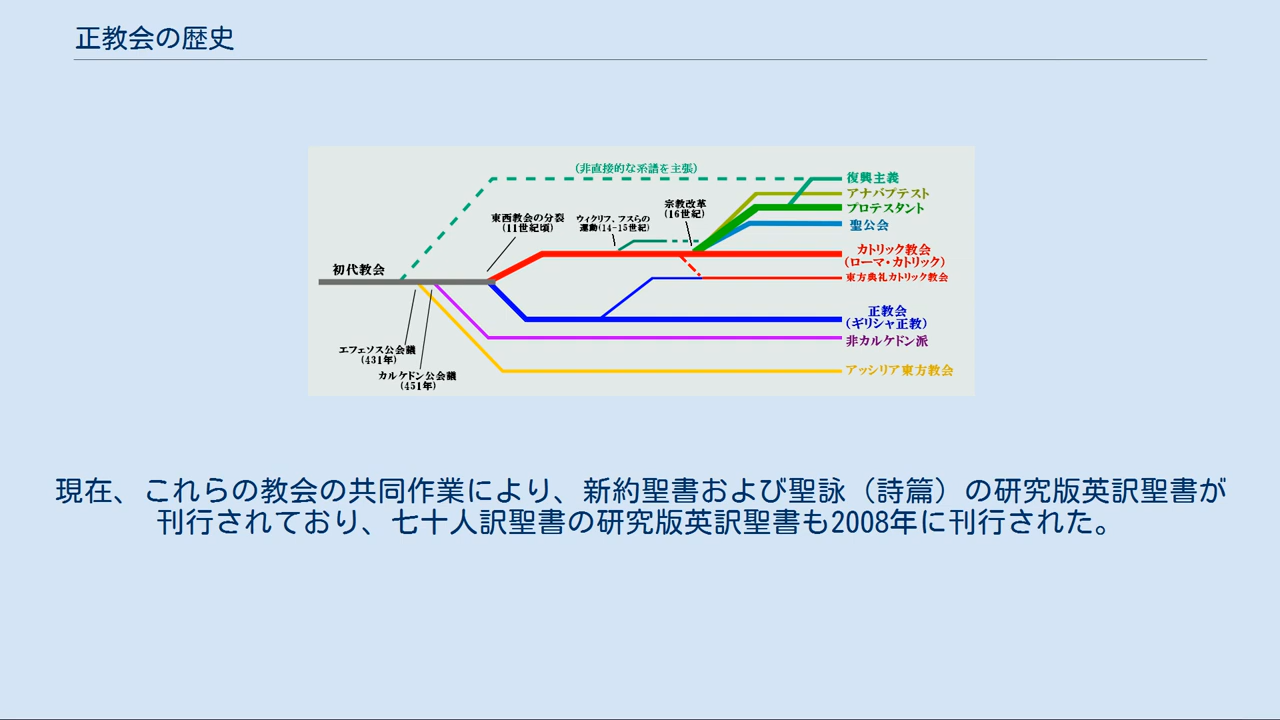 正教会の歴史
(非直接的な系譜を主張)
復興主義
アナバプテスト
プロテスタント
聖公会
宗教改革
(16世紀)
ウィクリフ、フスらの
運動(14-15世紀)
東西教会の分裂
(11世紀頃)
カトリック教会
(ローマ・カトリック)
東方典礼カトリック教会
初代教会
正教会
(ギリシャ正教)
非カルケドン派
エフェソス公会議
(431年)
カルケドン公会議
(451年)
アッシリア東方教会
現在、これらの教会の共同作業により、新約聖書および聖詠（詩篇）の研究版英訳聖書が
刊行されており、七十人訳聖書の研究版英訳聖書も2008年に刊行された。